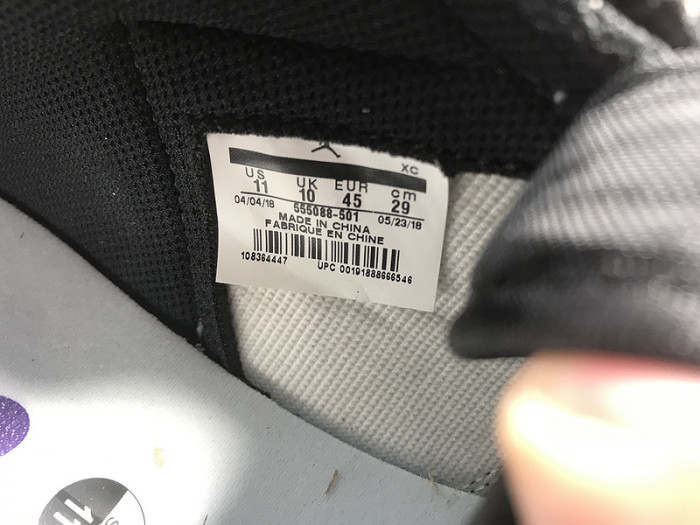 XC
US UK EUR cm
11 10 45 29
04/04/18 555088-501 05/23/18
MADE IN CHINA
FABRIQUE EN CHINE
108364447 UPC 00191888666546
11
S